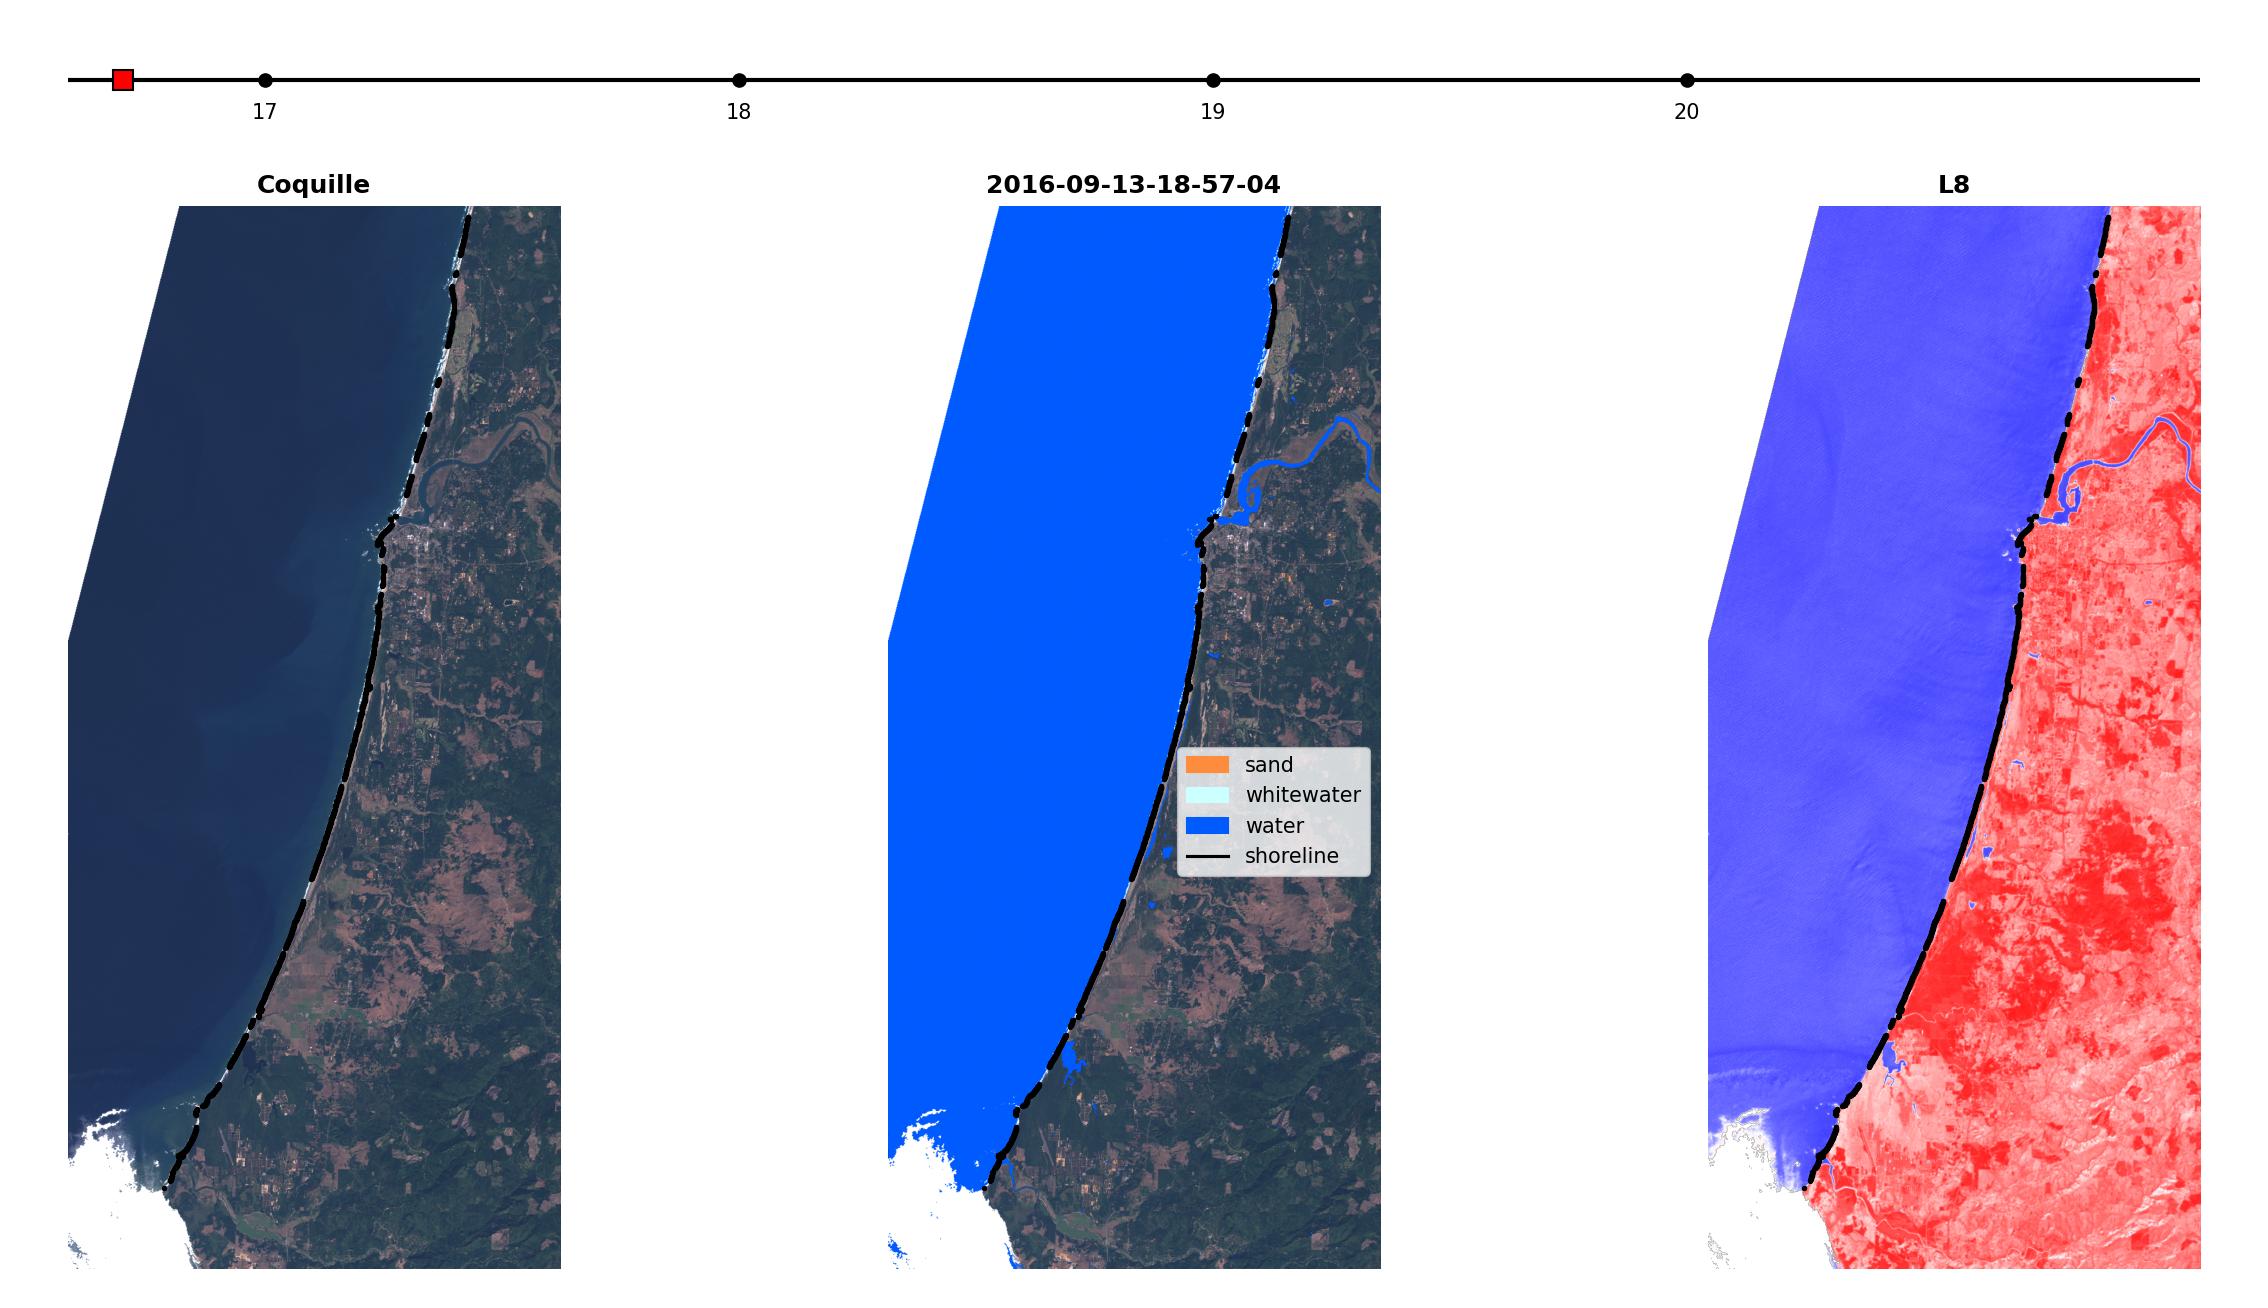 17 18 19 20
Coquille 2016-09-13-18-57-04 L8
sand
whitewater
water
shoreline